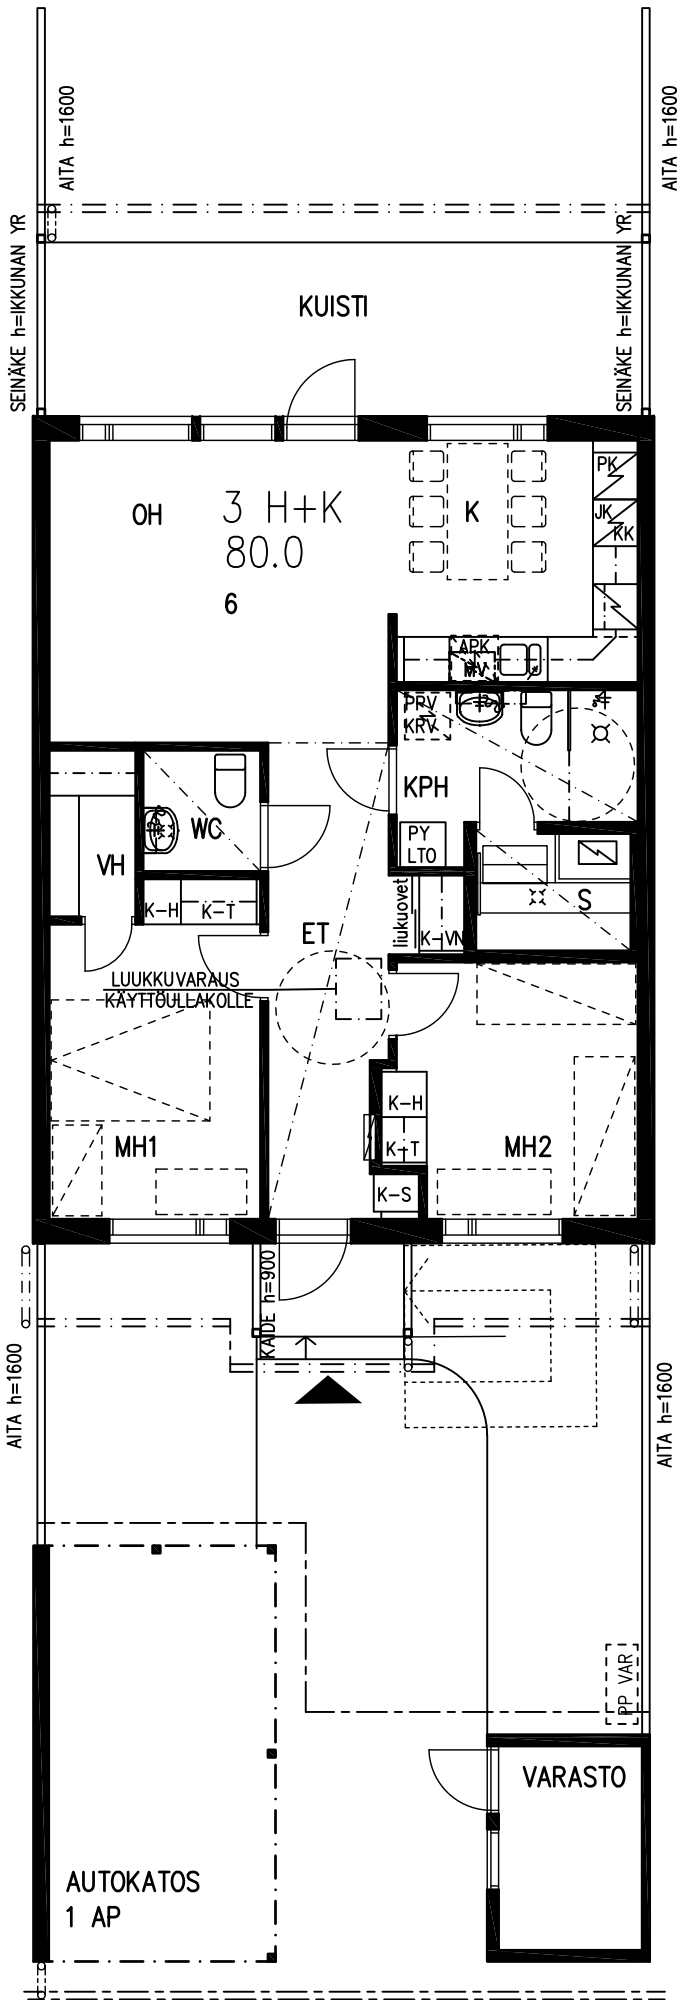 AITA h=1600
AITA h=1600
SEINÄKE h=IKKUNAN YR
SEINÄKE h=IKKUNAN YR
KUISTI
OH
3 H+K
80.0
6
K
PK
JK
KK
APK
MV
PRV
KRV
KPH
WC
VH
PY
LTO
S
K-H
K-T
liukuovet
K-VN
ET
LUUKKUVARAUS
KÄYTTÖULLAKOLLE
MH1
K-H
K-T
K-S
MH2
KAIDE h=900
AITA h=1600
AITA h=1600
PP VAR
VARASTO
AUTOKATOS
1 AP